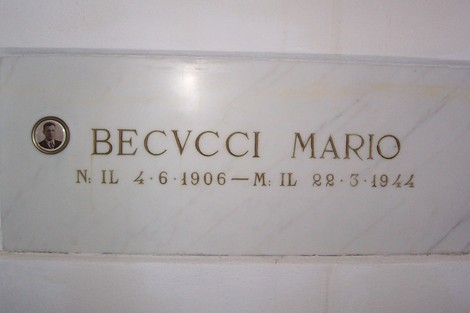 BECVCCI MARIO
N: IL 4·6·1906—M: IL 22·3·1944